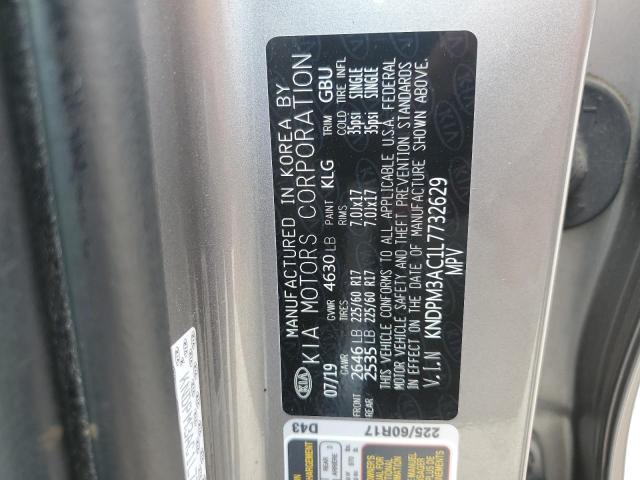 MANUFACTURED IN KOREA BY
KIA MOTORS CORPORATION
KIA
07/19 GVWR 4630 LB PAINT KLG TRIM GBU
GAWR TIRES RIMS COLD TIRE INFL
FRONT 2646 LB 225/60 R17 7.0Jx17 35psi SINGLE
REAR 2535 LB 225/60 R17 7.0Jx17 35psi SINGLE
THIS VEHICLE CONFORMS TO ALL APPLICABLE U.S.A. FEDERAL
MOTOR VEHICLE SAFETY AND THEFT PREVENTION STANDARDS
IN EFFECT ON THE DATE OF MANUFACTURE SHOWN ABOVE.
V.I.N KNDPM3AC1L7732629
MPV
D43
225/60R17
REAR
ARRIÈRE